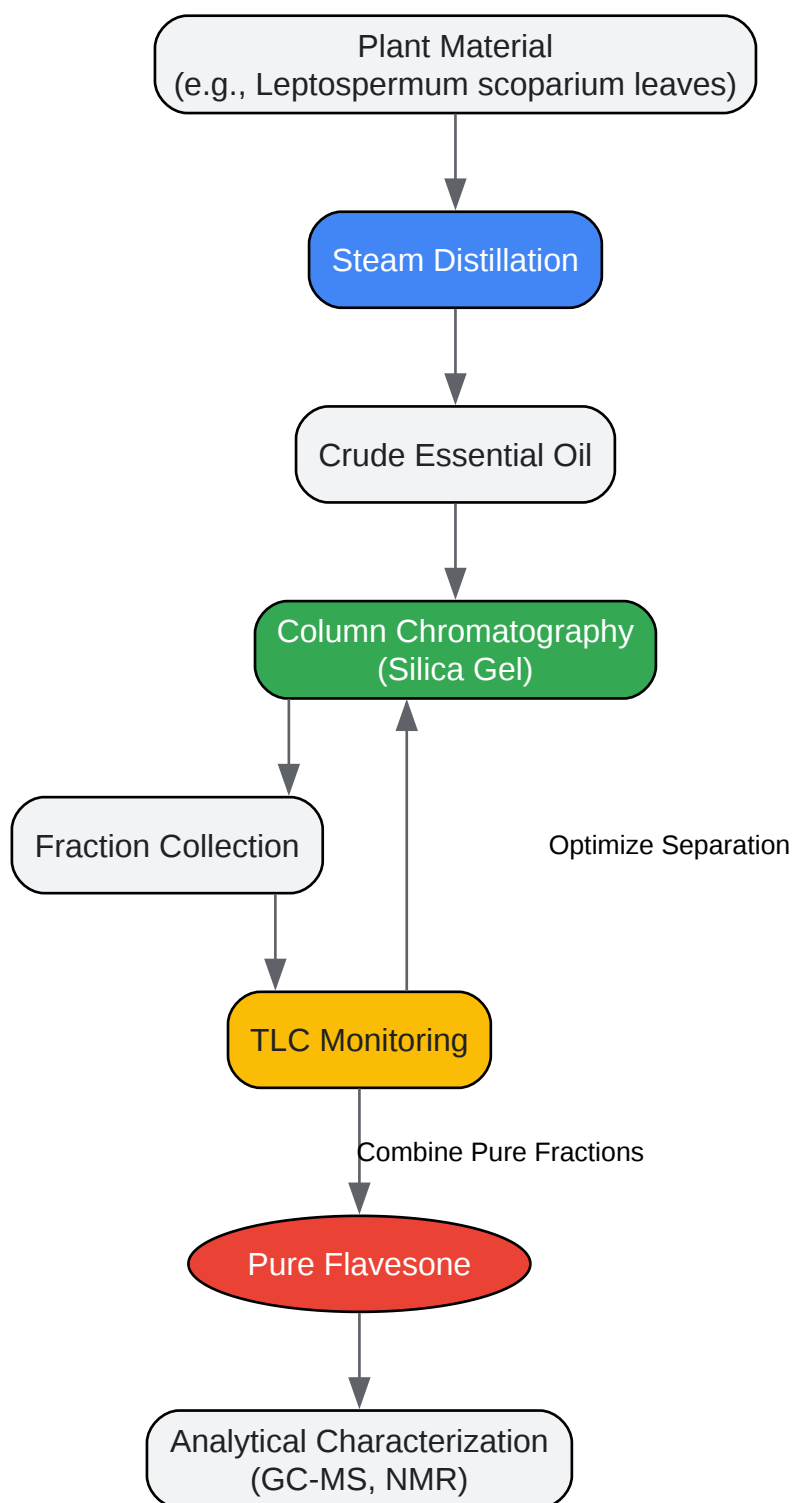 Plant Material
(e.g., Leptospermum scoparium leaves)
Steam Distillation
Crude Essential Oil
Column Chromatography
(Silica Gel)
Fraction Collection
Optimize Separation
TLC Monitoring
Combine Pure Fractions
Pure Flavesone
Analytical Characterization
(GC-MS, NMR)